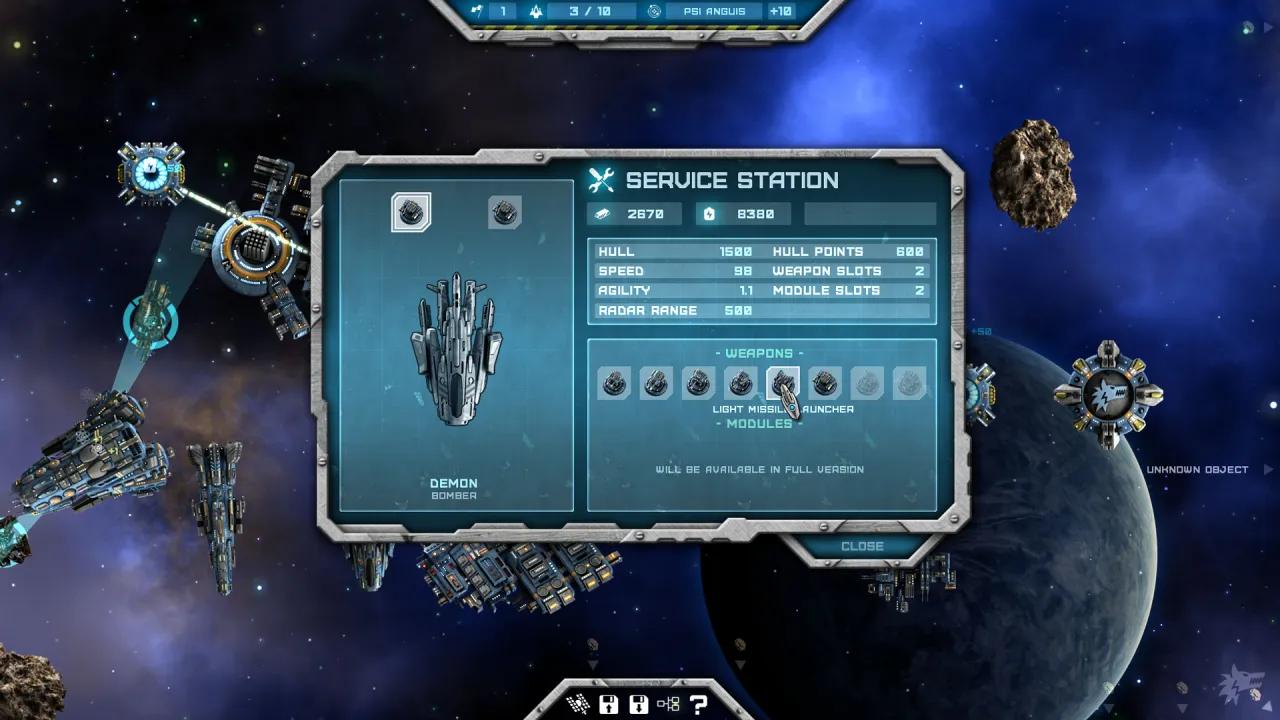 1 3 / 10 PSI ANGUIS +10
SERVICE STATION
2670 8380
HULL 1500 HULL POINTS 600
SPEED 98 WEAPON SLOTS 2
AGILITY 1.1 MODULE SLOTS 2
RADAR RANGE 500
+50
- WEAPONS -
LIGHT MISSIL AUNCHER
- MODULES -
WILL BE AVAILABLE IN FULL VERSION
UNKNOWN OBJECT
DEMON
BOMBER
CLOSE
?